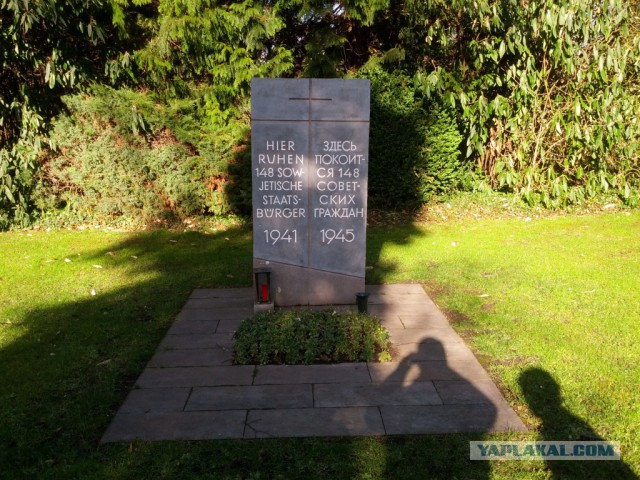 HIER
RUHEN
148 SOW-
JETISCHE
STAATS-
BÜRGER
1941
ЗДЕСЬ
ПОКОИТ-
СЯ 148
СОВЕТ-
СКИХ
ГРАЖДАН
1945
YAPLAKAL.COM